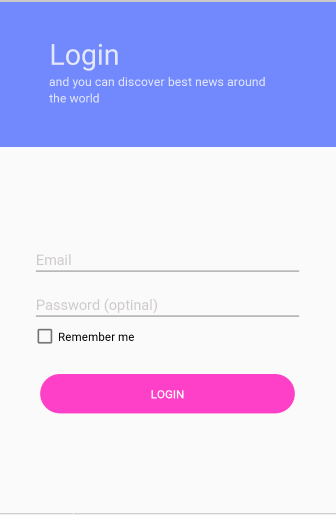 Login
and you can discover best news around
the world
Email
Password (optinal)
Remember me
LOGIN